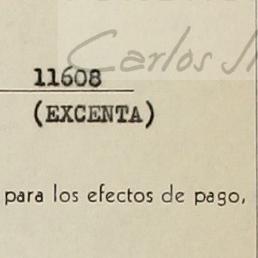 Carlos
11608
(EXCENTA)
para los efectos de pago,